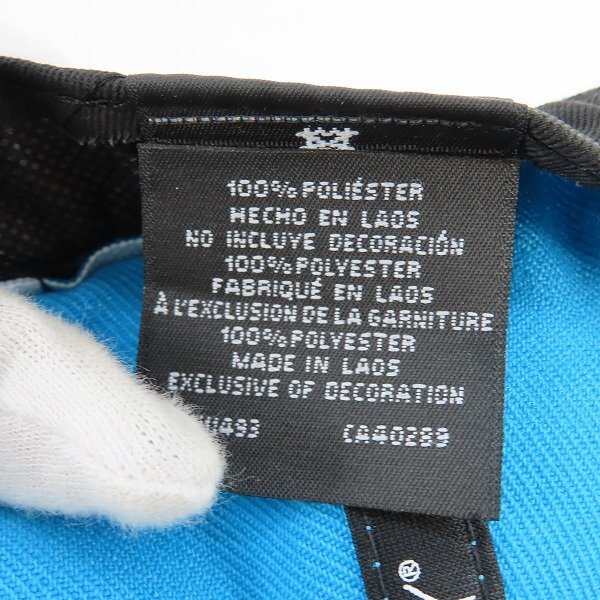 100% POLIÉSTER
HECHO EN LAOS
NO INCLUYE DECORACIÓN
100% POLYESTER
FABRIQUÉ EN LAOS
À L'EXCLUSION DE LA GARNITURE
100% POLYESTER
MADE IN LAOS
EXCLUSIVE OF DECORATION
CA40289
®